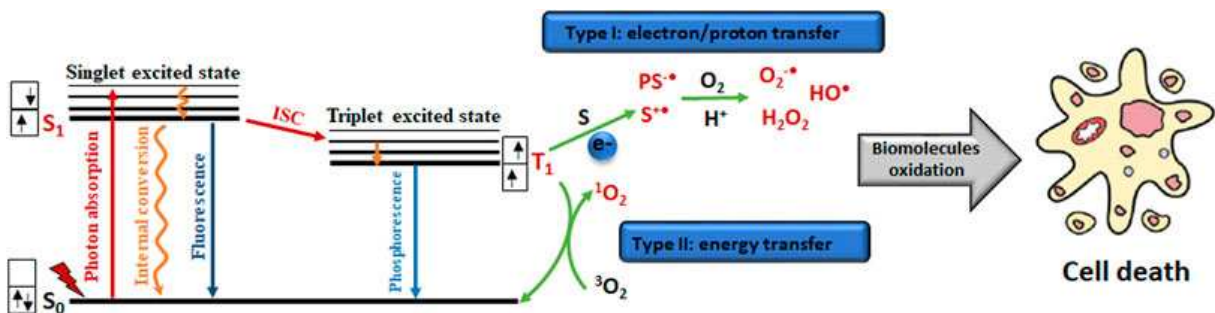 Type I: electron/proton transfer
Singlet excited state
S₁
ISC
Triplet excited state
T₁
S
e-
PS⁻•
S⁺•
O₂
H⁺
O₂⁻•
HO•
H₂O₂
Biomolecules
oxidation
Photon absorption
Internal conversion
Fluorescence
Phosphorescence
¹O₂
Type II: energy transfer
³O₂
S₀
Cell death